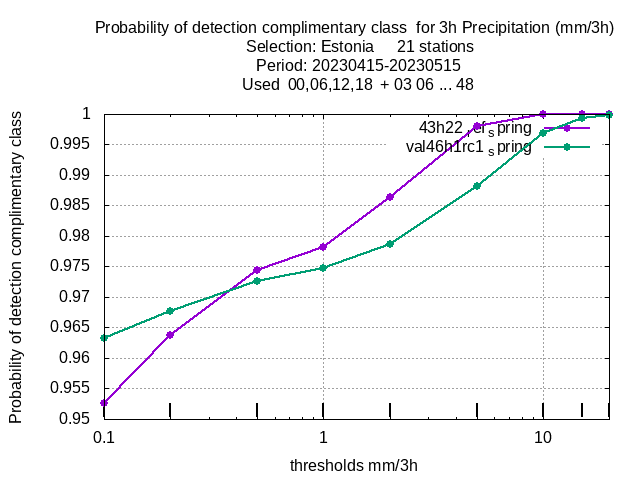 Probability of detection complimentary class  for 3h Precipitation (mm/3h)
Selection: Estonia     21 stations
Period: 20230415-20230515
Used  00,06,12,18  + 03 06 ... 48
Probability of detection complimentary class
1
0.995
0.99
0.985
0.98
0.975
0.97
0.965
0.96
0.955
0.95
val46h1rc1 spring
0.1
1
10
thresholds mm/3h